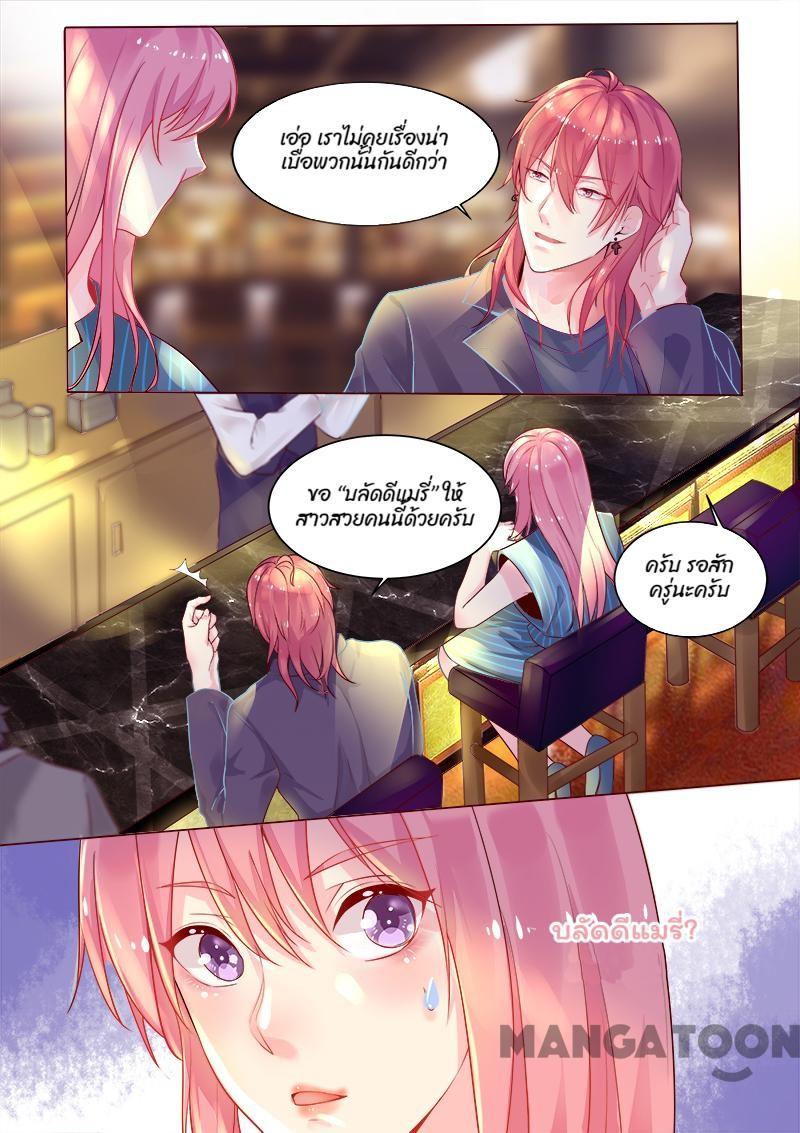 เอ่อ เราไม่คุยเรื่องน่า
เบื่อพวกนั้นกันดีกว่า
ขอ “บลัดดีแมรี่” ให้
สาวสวยคนนี้ด้วยครับ
ครับ รอสัก
ครู่นะครับ
บลัดดีแมรี่?
MANGATOON